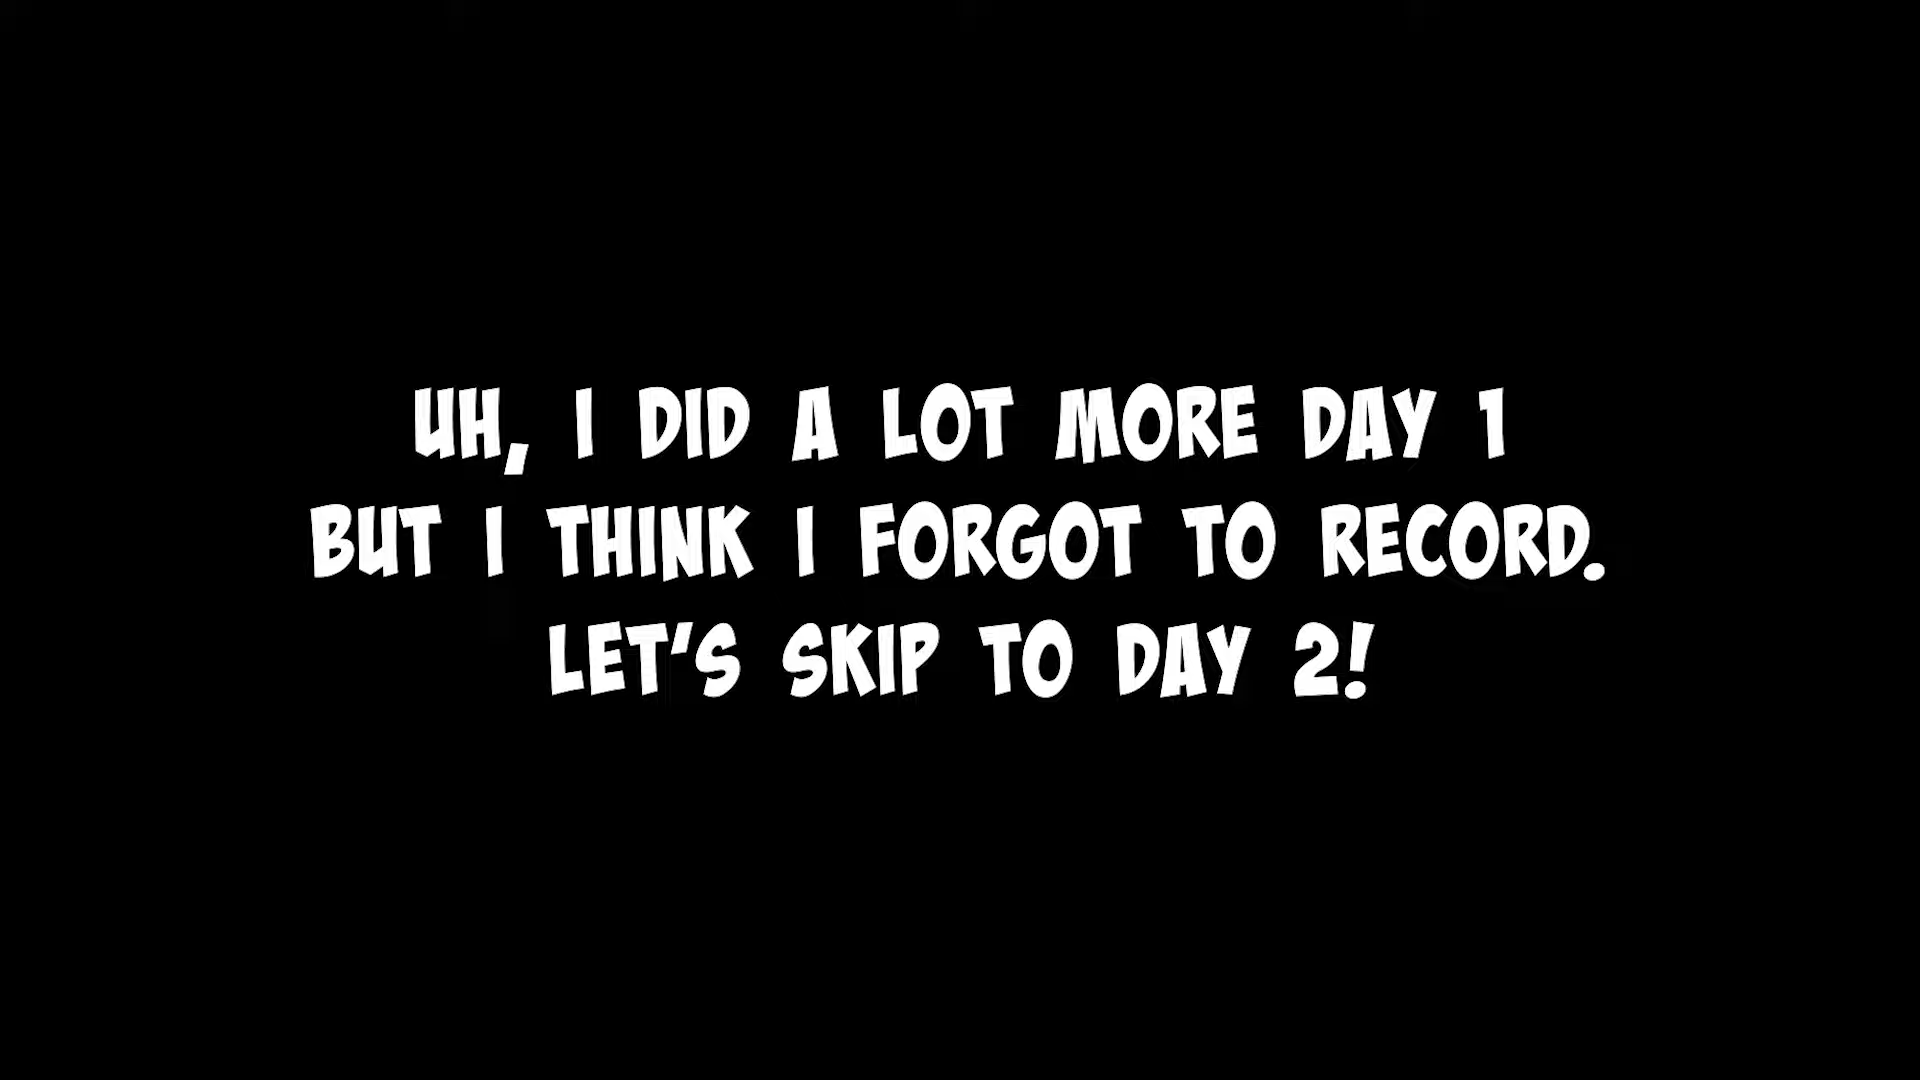 UH, I DID A LOT MORE DAY 1
BUT I THINK I FORGOT TO RECORD.
LET'S SKIP TO DAY 2!